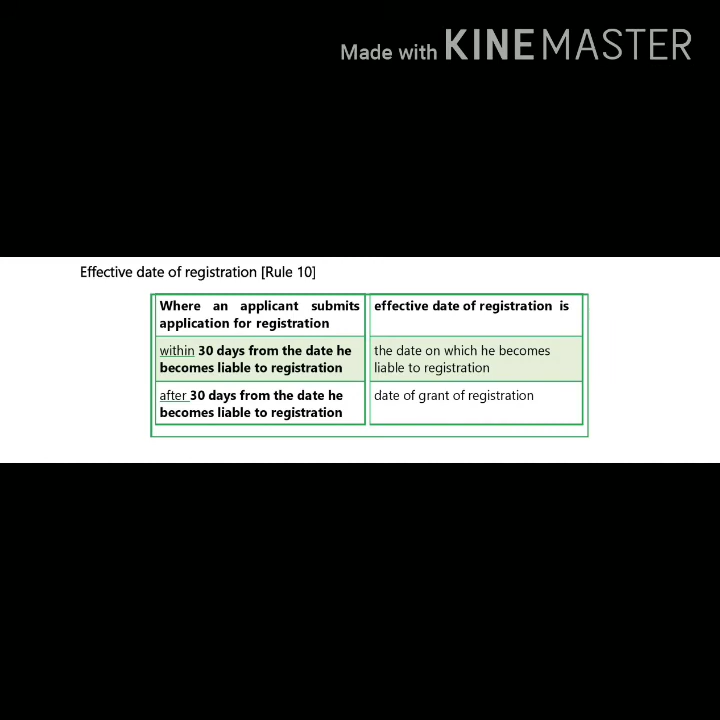 Made with KINEMASTER
Effective date of registration [Rule 10]
Where an applicant submits
application for registration
effective date of registration is
within 30 days from the date he
becomes liable to registration
the date on which he becomes
liable to registration
after 30 days from the date he
becomes liable to registration
date of grant of registration